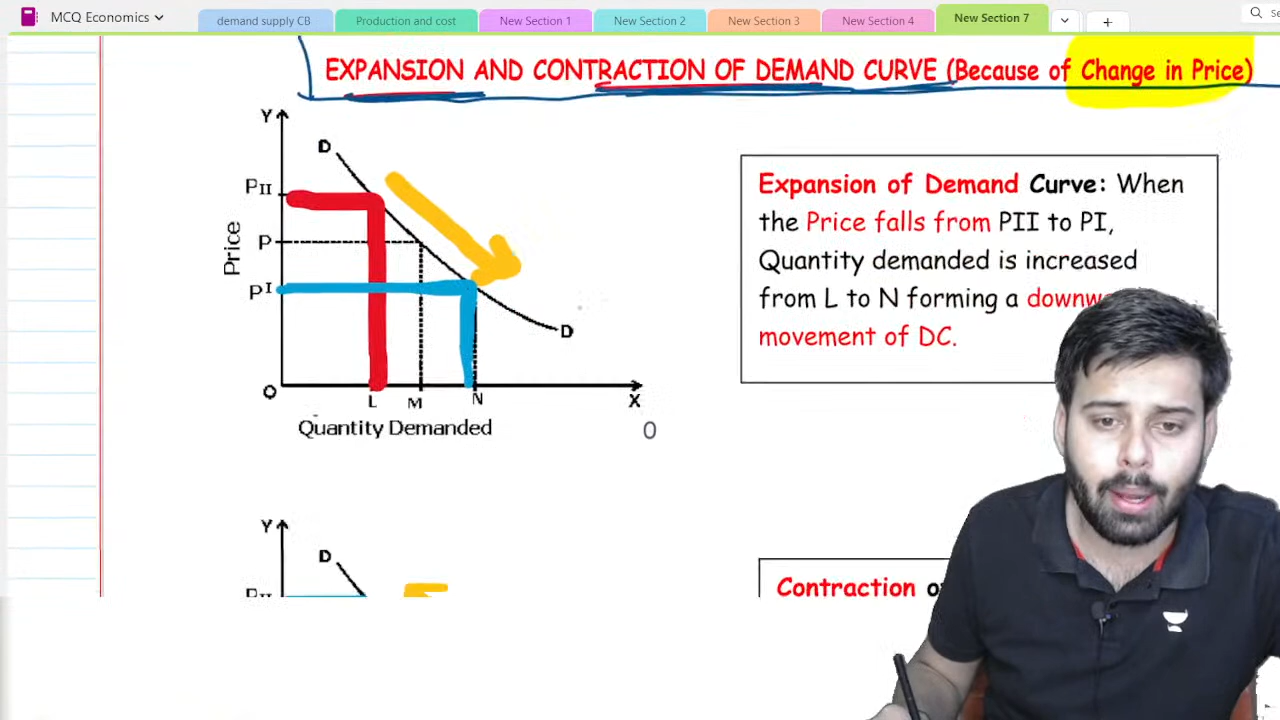 MCQ Economics
demand supply CB
Production and cost
New Section 1
New Section 2
New Section 3
New Section 4
New Section 7
EXPANSION AND CONTRACTION OF DEMAND CURVE (Because of Change in Price)
Y
D
PII
P
PI
Price
D
O
L
M
N
X
Quantity Demanded
0
Expansion of Demand Curve: When
the Price falls from PII to PI,
Quantity demanded is increased
from L to N forming a
movement of DC.
Y
D
PII
Contraction